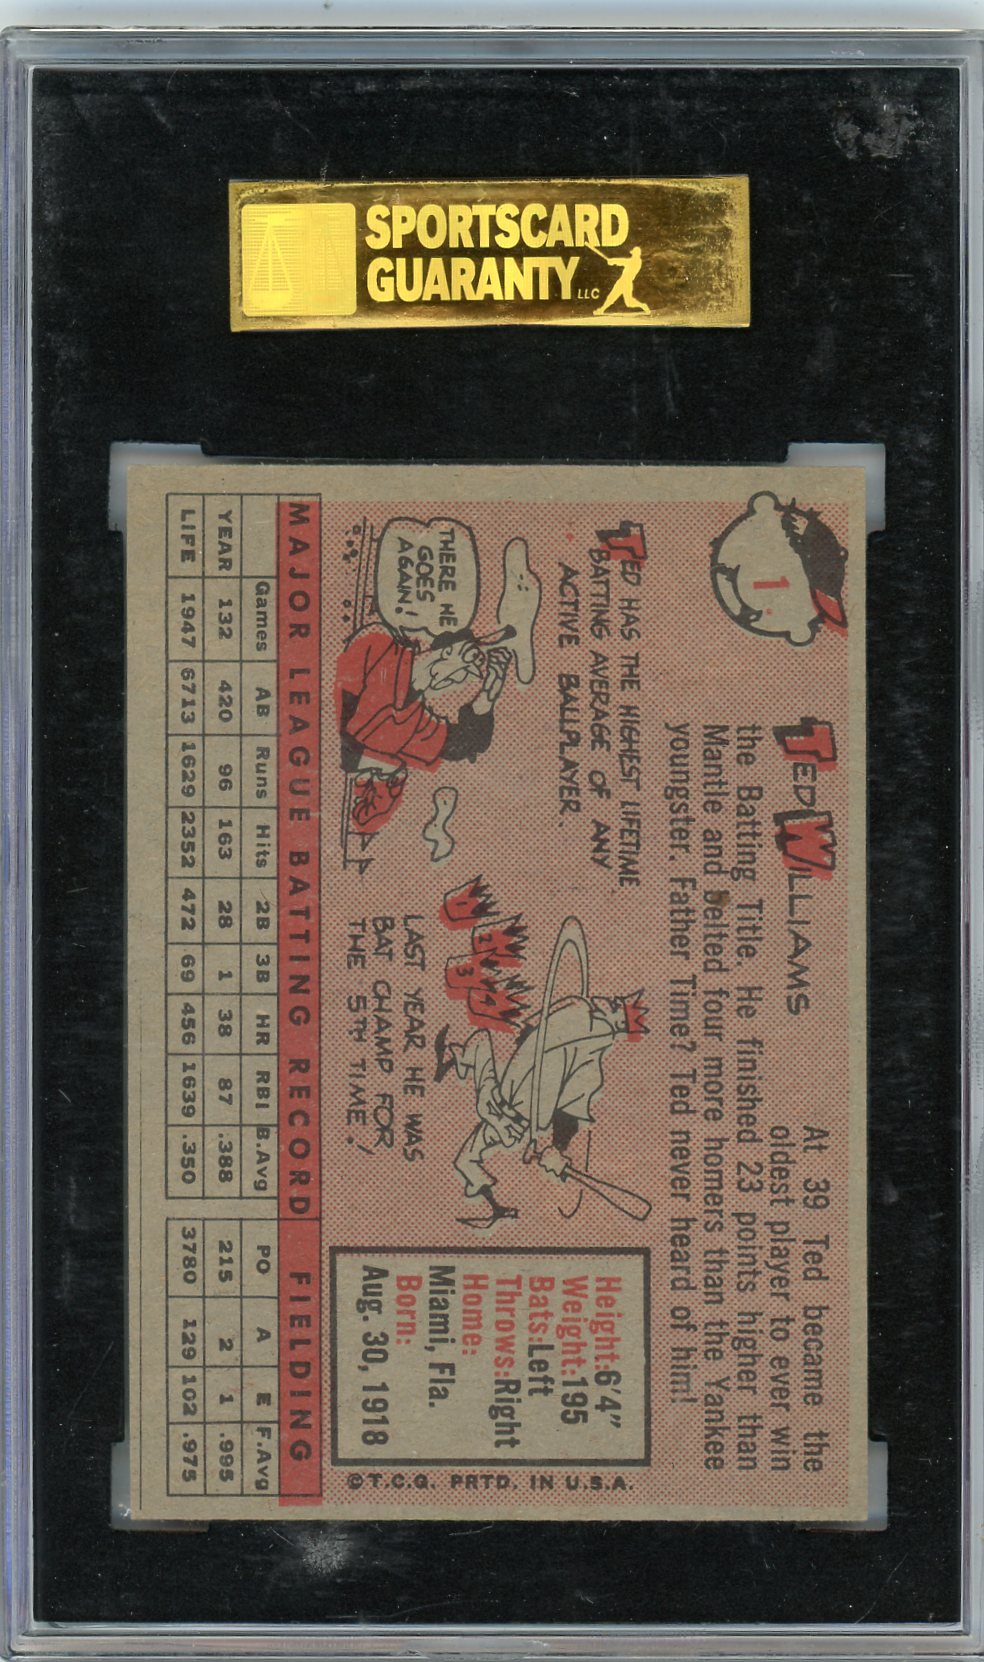 SPORTSCARD
GUARANTY LLC
1
TED WILLIAMS
At 39 Ted became the
oldest player to ever win
the Batting Title. He finished 23 points higher than
Mantle and belted four more homers than the Yankee
youngster. Father Time? Ted never heard of him!
TED HAS THE HIGHEST LIFETIME
BATTING AVERAGE OF ANY
ACTIVE BALLPLAYER.
THERE HE
GOES
AGAIN!
1
2
3
4
LAST YEAR HE WAS
BAT CHAMP FOR
THE 5TH TIME!
Height:6'4"
Weight:195
Bats:Left
Throws:Right
Home:
Miami, Fla.
Born:
Aug. 30, 1918
©T.C.G. PRTD. IN U.S.A.
MAJOR LEAGUE BATTING RECORD FIELDING
Games AB Runs Hits 2B 3B HR RBI B.Avg PO A E F.Avg
YEAR 132 420 96 163 28 1 38 87 .388 215 2 1 .995
LIFE 1947 6713 1629 2352 472 69 456 1639 .350 3780 129 102 .975